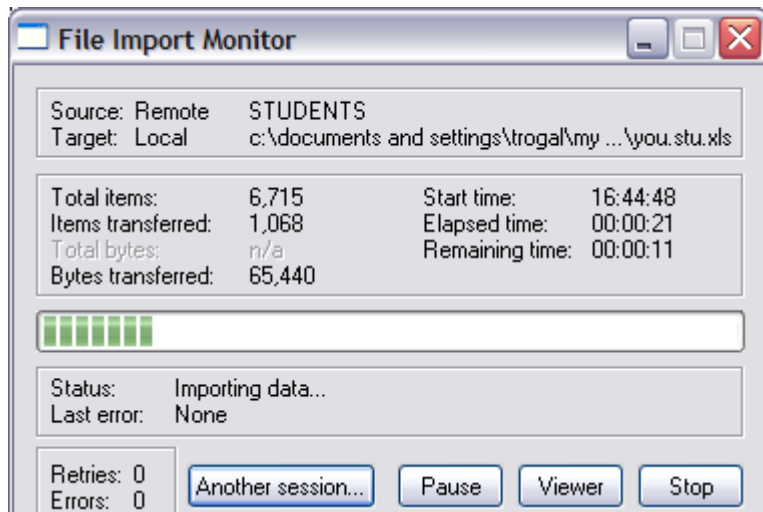 File Import Monitor
Source: Remote STUDENTS
Target: Local c:\documents and settings\trogal\my ...\you.stu.xls
Total items: 6,715 Start time: 16:44:48
Items transferred: 1,068 Elapsed time: 00:00:21
Total bytes: n/a Remaining time: 00:00:11
Bytes transferred: 65,440
Status: Importing data...
Last error: None
Retries: 0
Errors: 0
Another session... Pause Viewer Stop